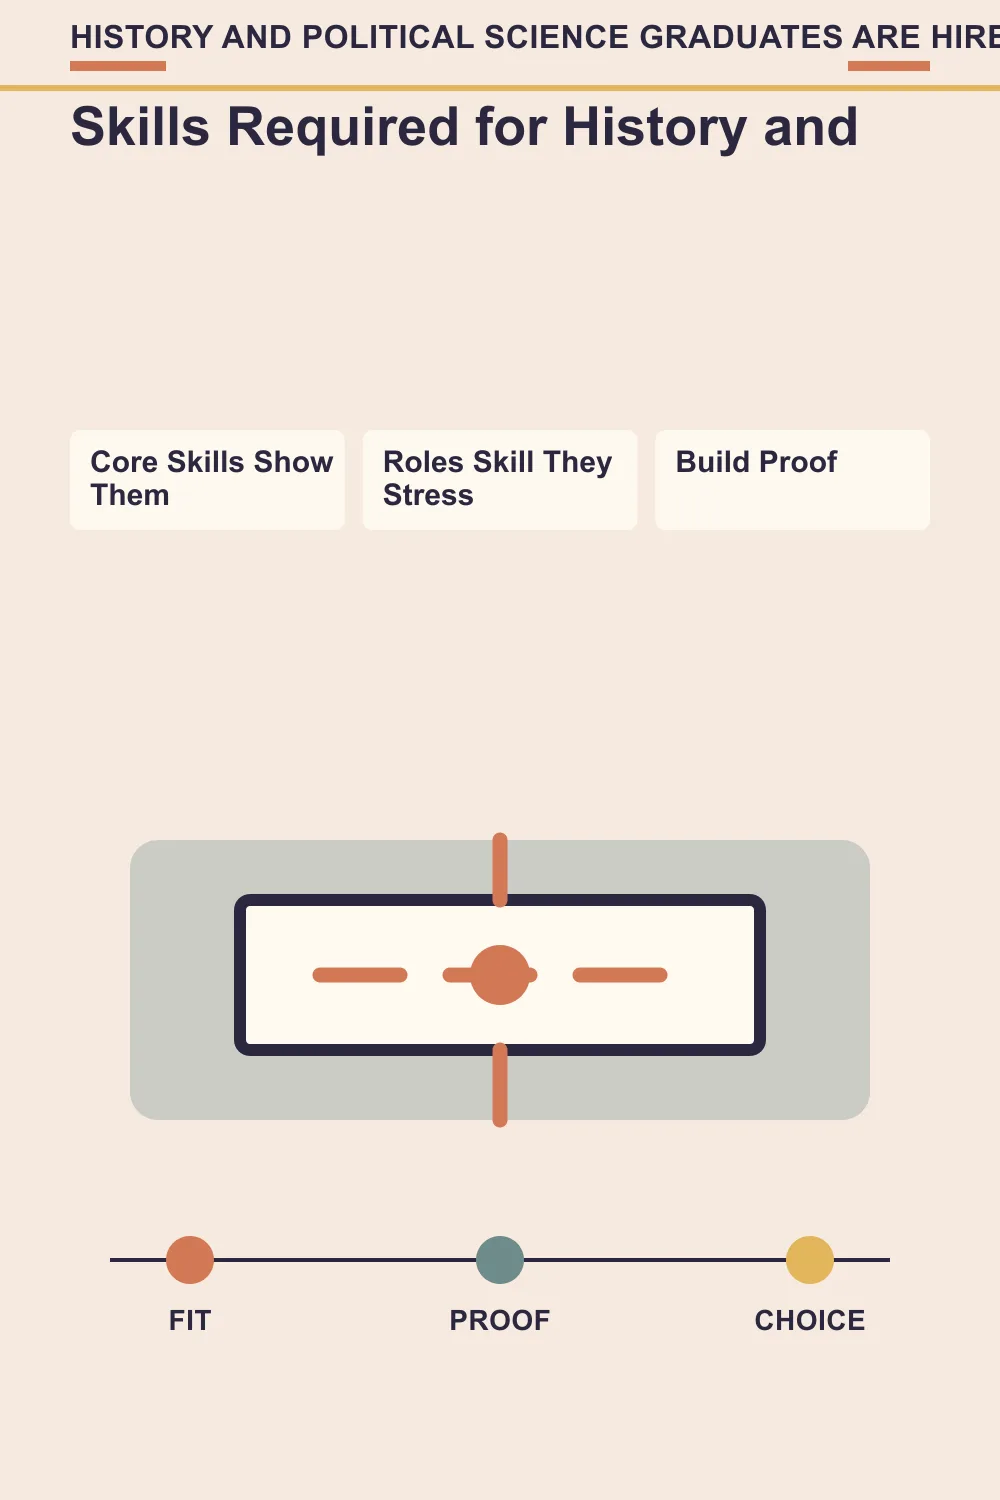 HISTORY AND POLITICAL SCIENCE GRADUATES ARE HIRE
Skills Required for History and
Core Skills Show
Them
Roles Skill They
Stress
Build Proof
FIT
PROOF
CHOICE